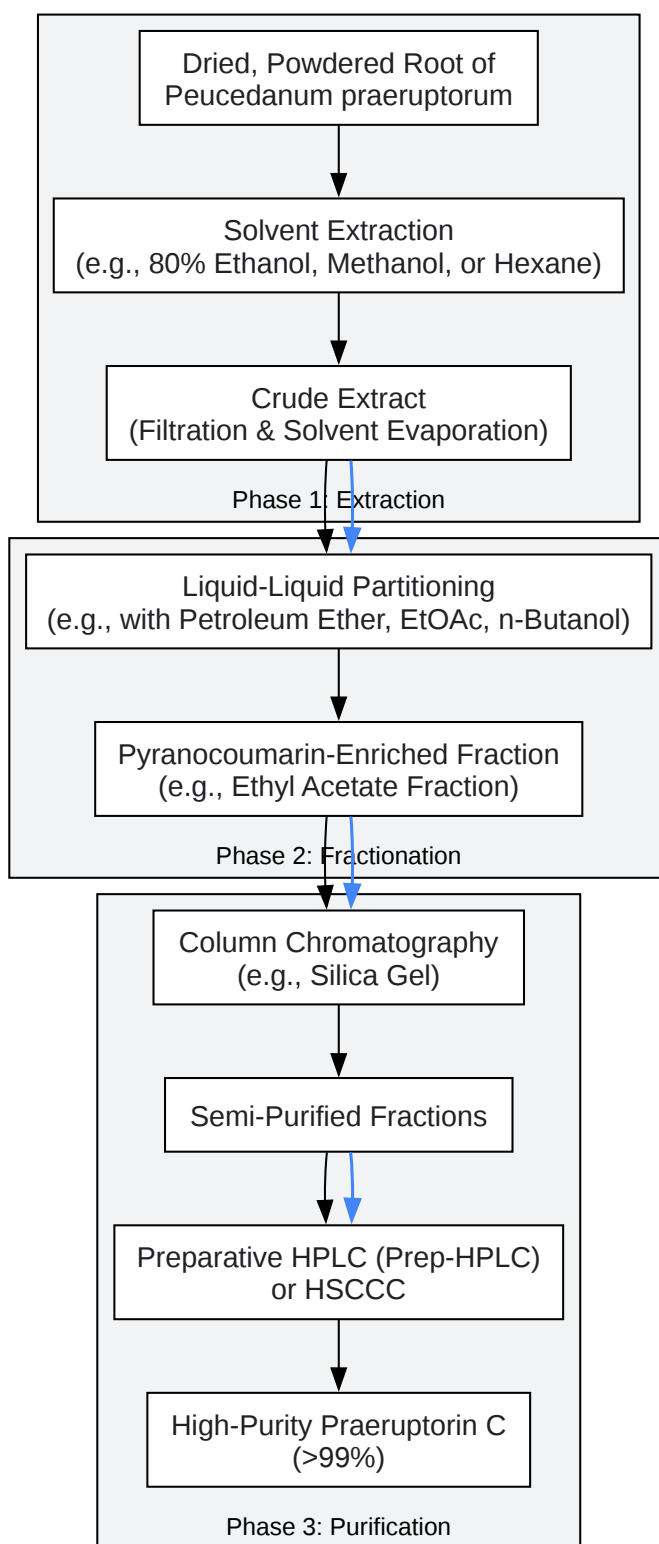 Dried, Powdered Root of
Peucedanum praeruptorum
Solvent Extraction
(e.g., 80% Ethanol, Methanol, or Hexane)
Crude Extract
(Filtration & Solvent Evaporation)
Phase 1: Extraction
Liquid-Liquid Partitioning
(e.g., with Petroleum Ether, EtOAc, n-Butanol)
Pyranocoumarin-Enriched Fraction
(e.g., Ethyl Acetate Fraction)
Phase 2: Fractionation
Column Chromatography
(e.g., Silica Gel)
Semi-Purified Fractions
Preparative HPLC (Prep-HPLC)
or HSCCC
High-Purity Praeruptorin C
(>99%)
Phase 3: Purification